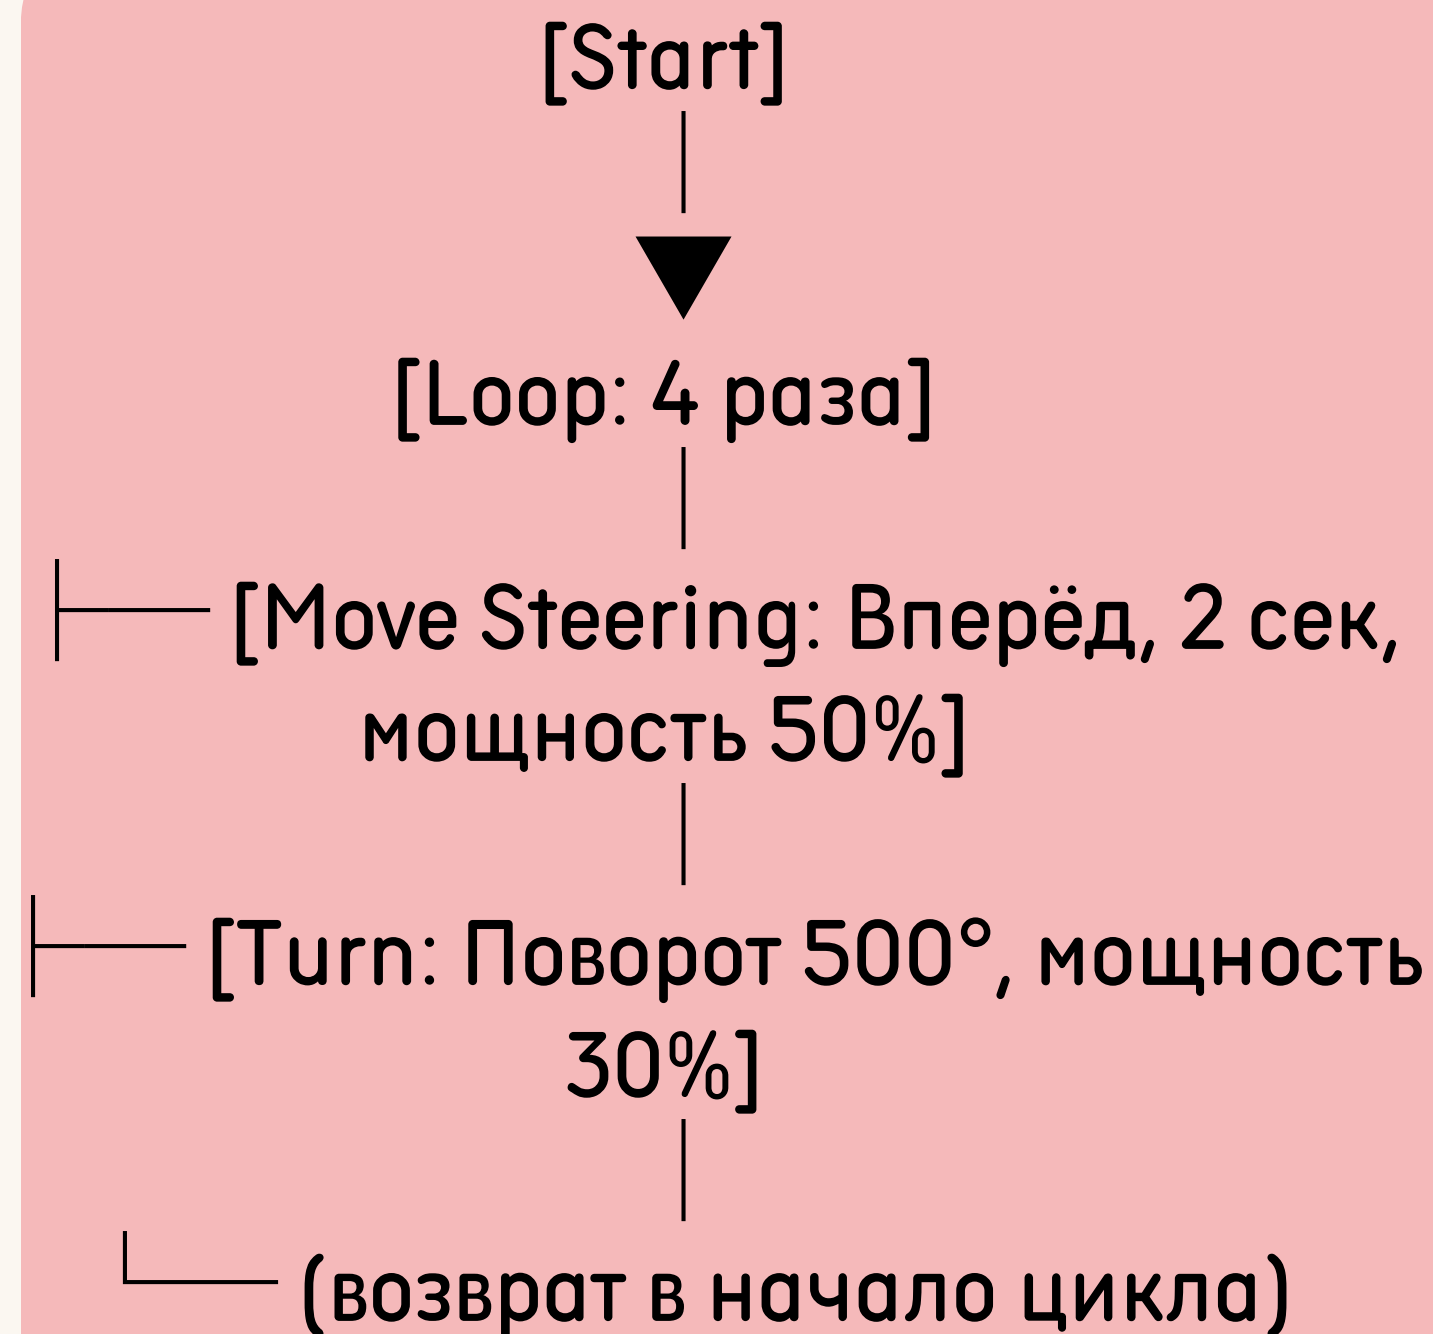 [Start]
[Loop: 4 раза]
[Move Steering: Вперёд, 2 сек,
мощность 50%]
[Turn: Поворот 500°, мощность
30%]
(возврат в начало цикла)